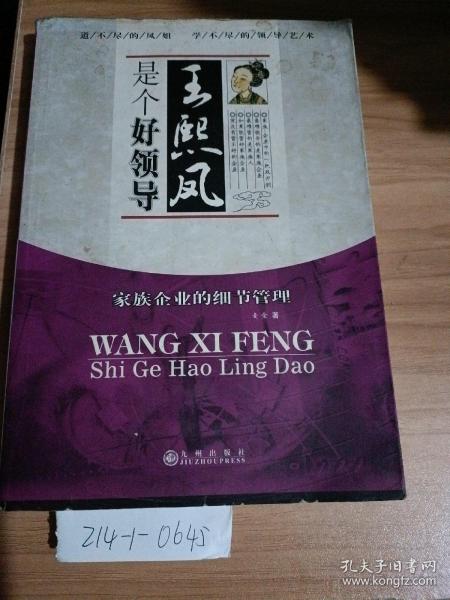 道/不/尽/的/凤/姐 学/不/尽/的/领/导/艺/术
王熙凤
是个好领导
家族企业的细节管理
著
WANG XI FENG
Shi Ge Hao Ling Dao
九州出版社
JIUZHOUPRESS
214-1-0645
孔夫子旧书网
www.kongfz.com